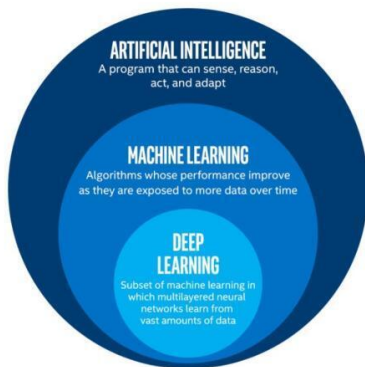 ARTIFICIAL INTELLIGENCE
A program that can sense, reason,
act, and adapt
MACHINE LEARNING
Algorithms whose performance improve
as they are exposed to more data over time
DEEP
LEARNING
Subset of machine learning in
which multilayered neural
networks learn from
vast amounts of data